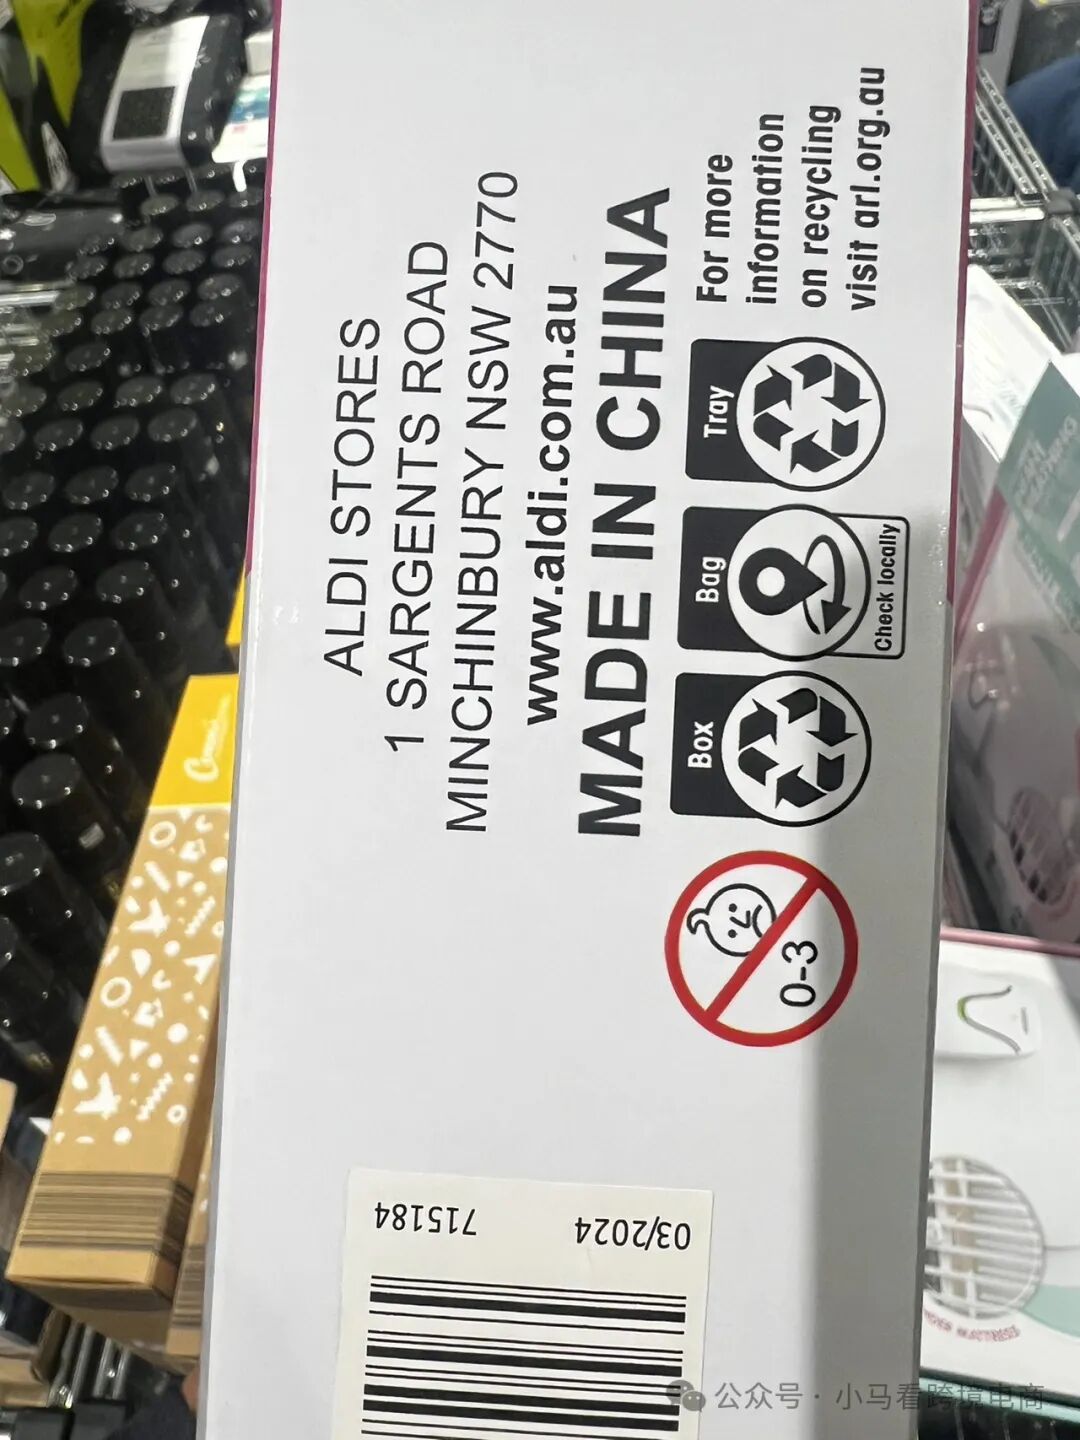 ALDI STORES
1 SARGENTS ROAD
MINCHINBURY NSW 2770
www.aldi.com.au
MADE IN CHINA
Box
Bag
Check locally
Tray
For more
information
on recycling
visit arl.org.au
0-3
03/2024
715184
公众号 · 小马看跨境电商